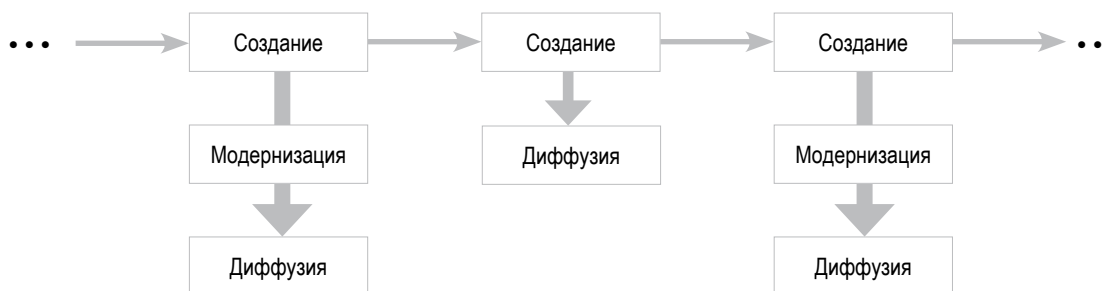 ••• Создание Создание Создание ••
Модернизация Диффузия Модернизация
Диффузия Диффузия